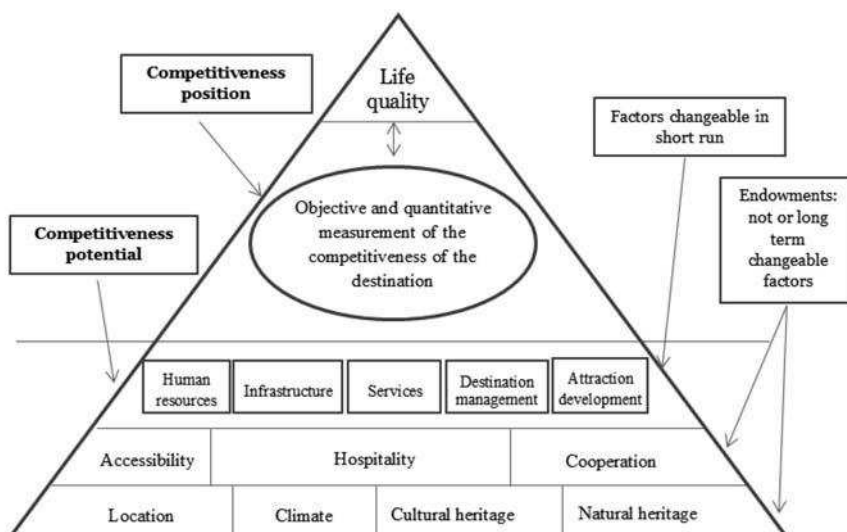 Life
quality
Competitiveness
position
Factors changeable in
short run
Endowments:
not or long
term
changeable
factors
Objective and quantitative
measurement of the
competitiveness of the
destination
Competitiveness
potential
Human
resources
Infrastructure
Services
Destination
management
Attraction
development
Accessibility
Hospitality
Cooperation
Location
Climate
Cultural heritage
Natural heritage